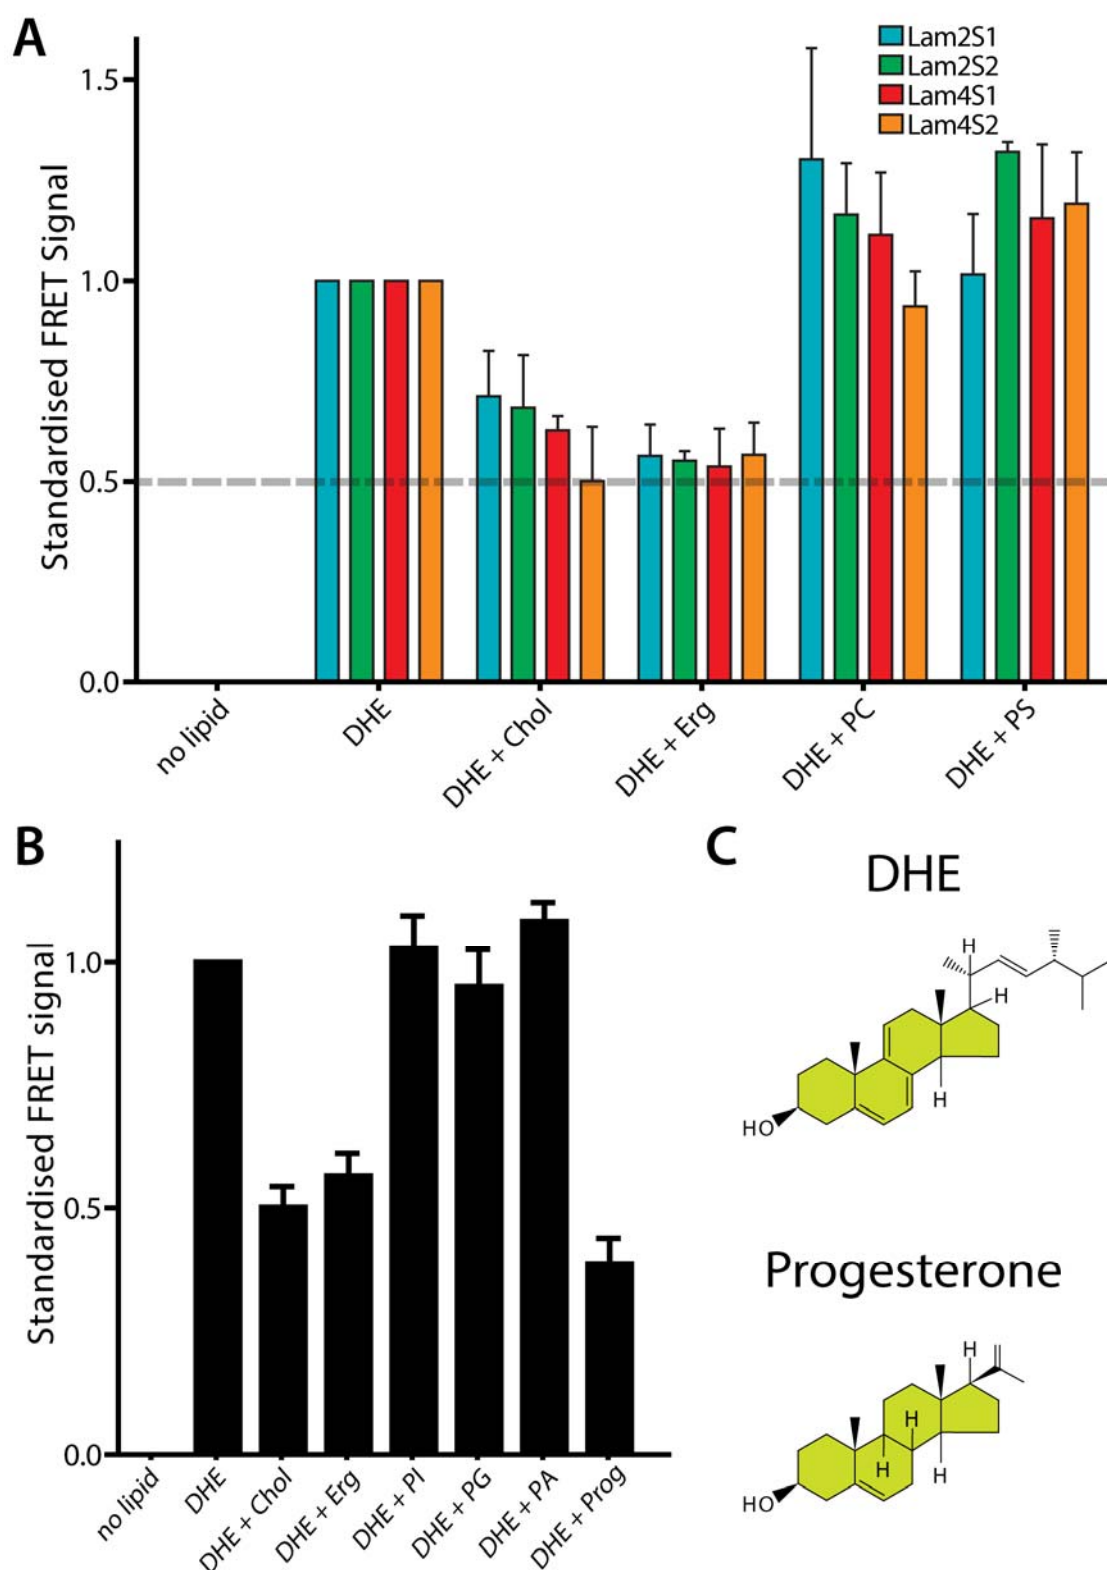 A
Lam2S1
Lam2S2
Lam4S1
Lam4S2
Standardised FRET Signal
1.5
1.0
0.5
0.0
no lipid
DHE
DHE + Chol
DHE + Erg
DHE + PC
DHE + PS
B
Standardised FRET signal
1.0
0.5
0.0
no lipid
DHE
DHE + Chol
DHE + Erg
DHE + PI
DHE + PG
DHE + PA
DHE + Prog
C
DHE
H
H
H
HO
Progesterone
H
H
H
H
HO